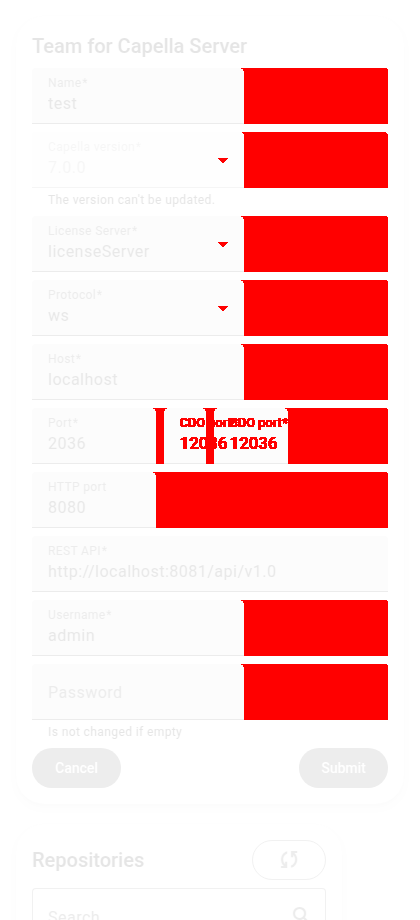 Team for Capella Server
Name*
test
Capella version*
7.0.0
The version can't be updated.
License Server*
licenseServer
Protocol*
ws
Host*
localhost
Port* CDO port* CDO port*
2036 12036 12036
HTTP port
8080
REST API*
http://localhost:8081/api/v1.0
Username*
admin
Password
Is not changed if empty
Cancel Submit
Repositories
Search